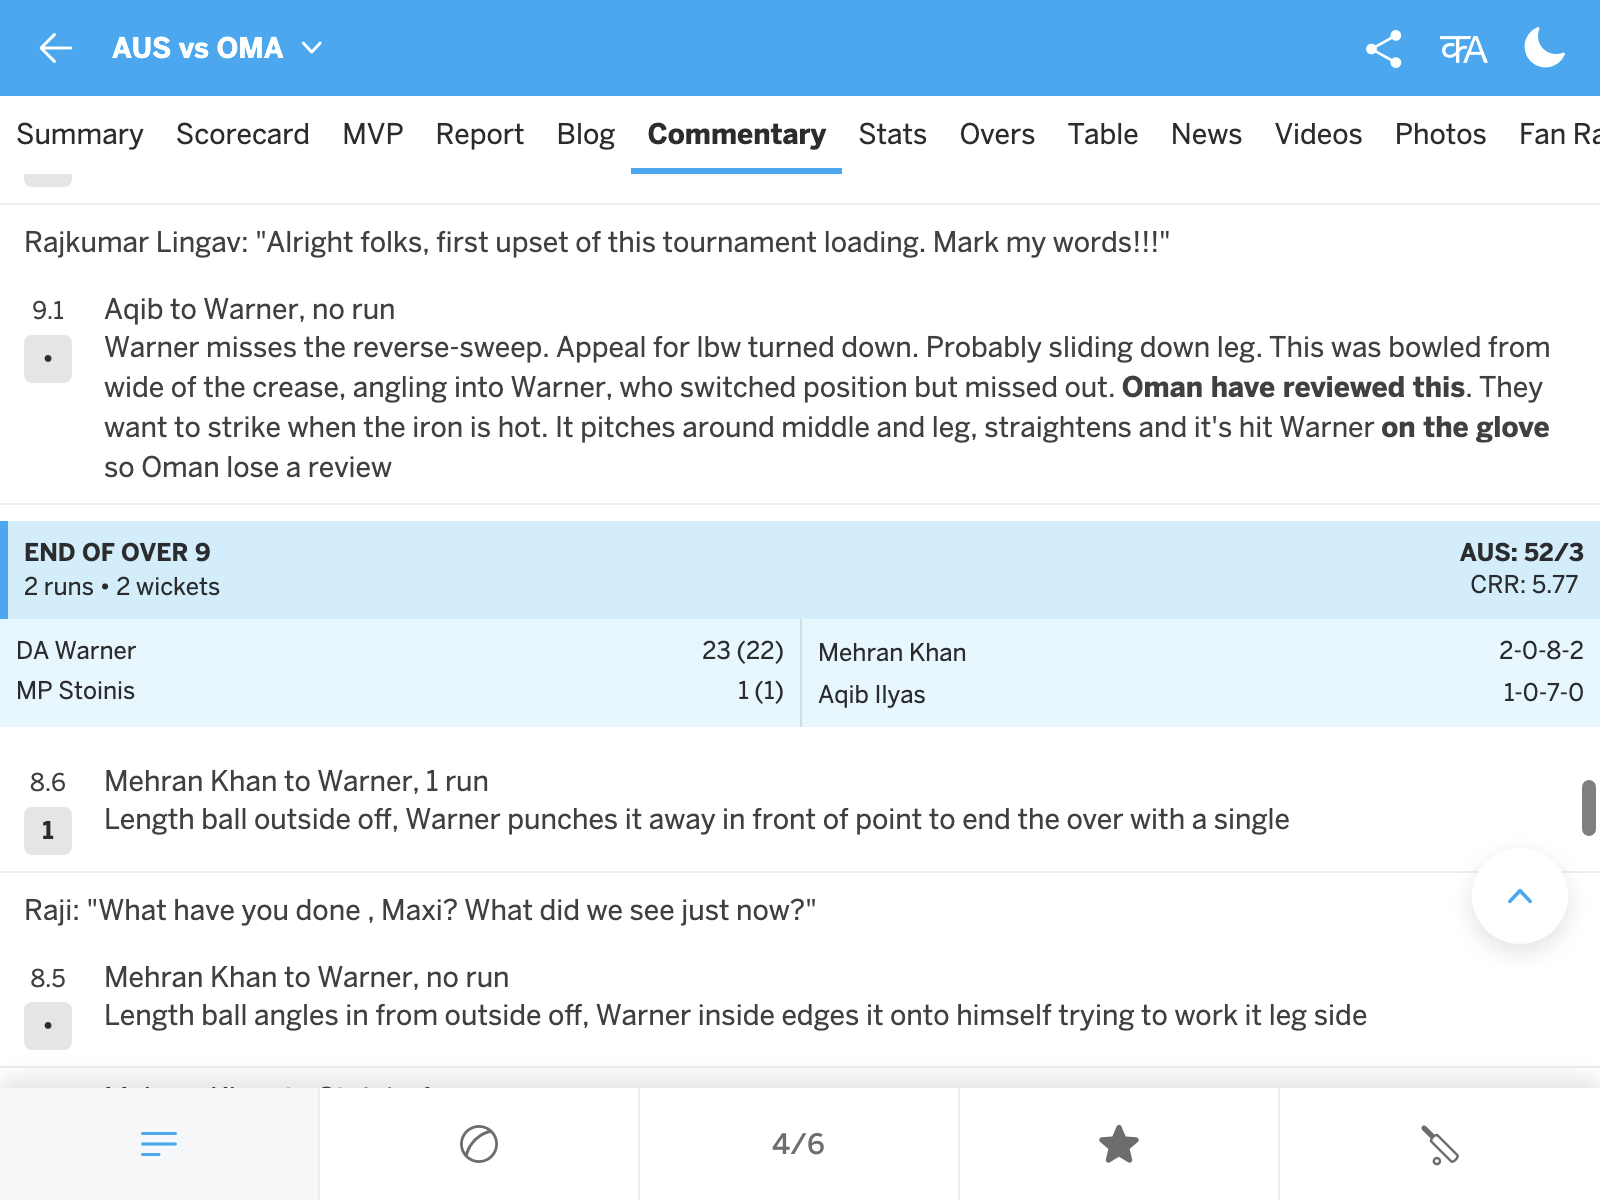 AUS vs OMA
क A
Summary Scorecard MVP Report Blog Commentary Stats Overs Table News Videos Photos Fan Ra
Rajkumar Lingav: "Alright folks, first upset of this tournament loading. Mark my words!!!"
9.1 Aqib to Warner, no run
• Warner misses the reverse-sweep. Appeal for lbw turned down. Probably sliding down leg. This was bowled from
wide of the crease, angling into Warner, who switched position but missed out. Oman have reviewed this. They
want to strike when the iron is hot. It pitches around middle and leg, straightens and it's hit Warner on the glove
so Oman lose a review
END OF OVER 9 AUS: 52/3
2 runs • 2 wickets CRR: 5.77
DA Warner 23 (22) Mehran Khan 2-0-8-2
MP Stoinis 1 (1) Aqib Ilyas 1-0-7-0
8.6 Mehran Khan to Warner, 1 run
1 Length ball outside off, Warner punches it away in front of point to end the over with a single
Raji: "What have you done , Maxi? What did we see just now?"
8.5 Mehran Khan to Warner, no run
• Length ball angles in from outside off, Warner inside edges it onto himself trying to work it leg side
4/6